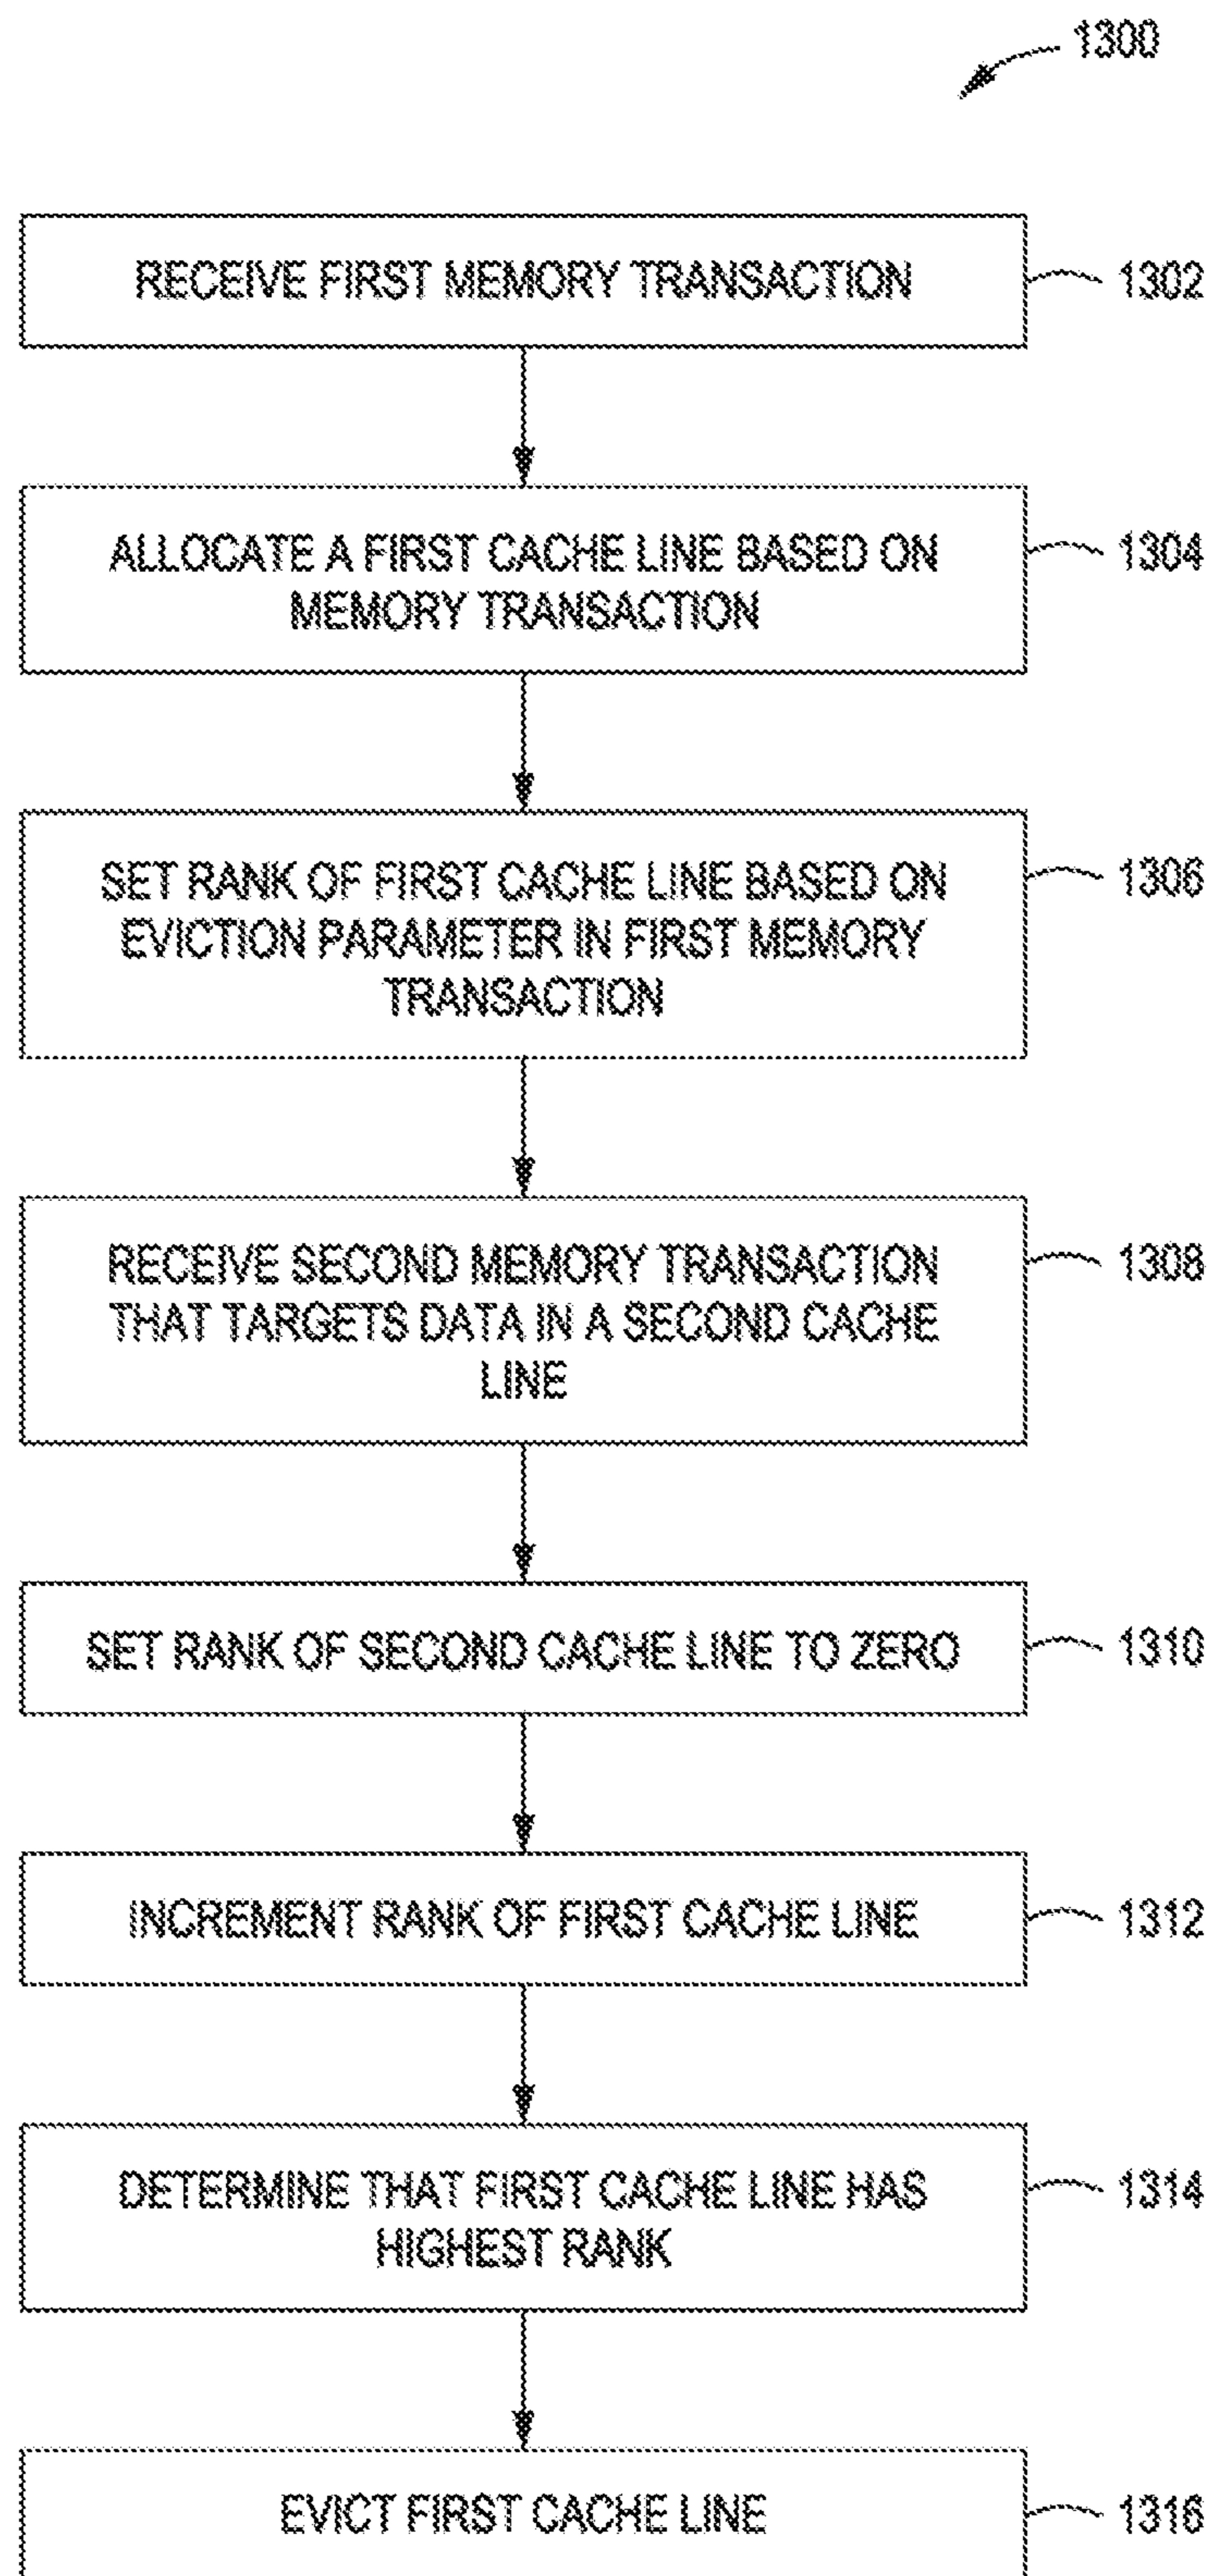 1300
RECEIVE FIRST MEMORY TRANSACTION
1302
ALLOCATE A FIRST CACHE LINE BASED ON
MEMORY TRANSACTION
1304
SET RANK OF FIRST CACHE LINE BASED ON
EVICTION PARAMETER IN FIRST MEMORY
TRANSACTION
1306
RECEIVE SECOND MEMORY TRANSACTION
THAT TARGETS DATA IN A SECOND CACHE
LINE
1308
SET RANK OF SECOND CACHE LINE TO ZERO
1310
INCREMENT RANK OF FIRST CACHE LINE
1312
DETERMINE THAT FIRST CACHE LINE HAS
HIGHEST RANK
1314
EVICT FIRST CACHE LINE
1316